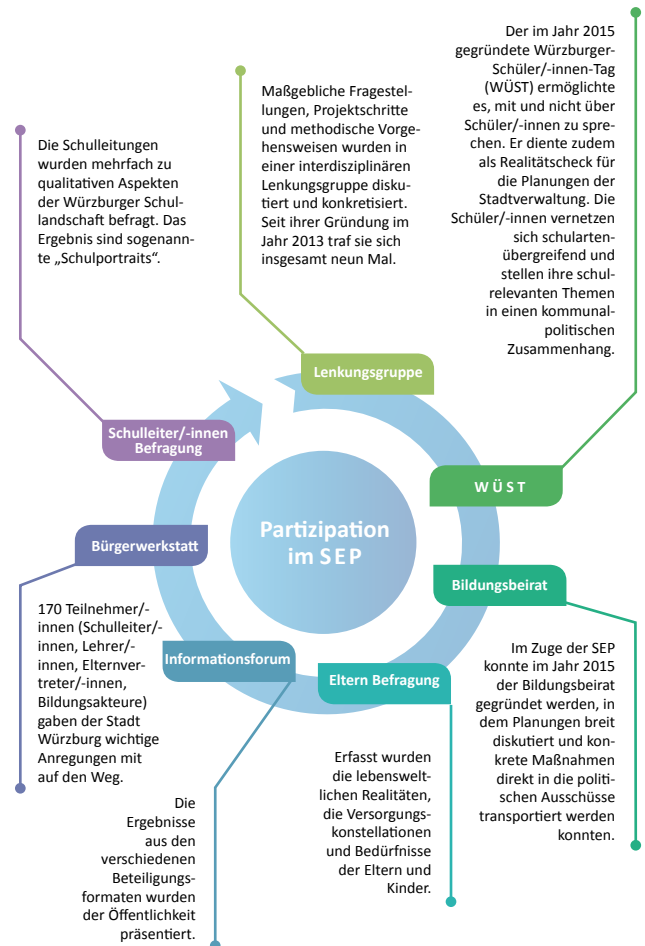 Der im Jahr 2015
gegründete Würzburger-
Schüler/-innen-Tag
(WÜST) ermöglichte
es, mit und nicht über
Schüler/-innen zu spre-
chen. Er diente zudem
als Realitätscheck für
die Planungen der
Stadtverwaltung. Die
Schüler/-innen vernetzen
sich schularten-
übergreifend und
stellen ihre schul-
relevanten Themen
in einen kommunal-
politischen
Zusammenhang.
Maßgebliche Fragestel-
lungen, Projektschritte
und methodische Vorge-
hensweisen wurden in
einer interdisziplinären
Lenkungsgruppe disku-
tiert und konkretisiert.
Seit ihrer Gründung im
Jahr 2013 traf sie sich
insgesamt neun Mal.
Die Schulleitungen
wurden mehrfach zu
qualitativen Aspekten
der Würzburger Schul-
landschaft befragt. Das
Ergebnis sind sogenann-
te „Schulportraits“.
Lenkungsgruppe
Schulleiter/-innen
Befragung
WÜST
Partizipation
im SEP
Bürgerwerkstatt
Bildungsbeirat
Informationsforum
Eltern Befragung
170 Teilnehmer/-
innen (Schulleiter/-
innen, Lehrer/-
innen, Elternver-
treter/-innen,
Bildungsakteure)
gaben der Stadt
Würzburg wichtige
Anregungen mit
auf den Weg.
Im Zuge der SEP
konnte im Jahr 2015
der Bildungsbeirat
gegründet werden, in
dem Planungen breit
diskutiert und kon-
krete Maßnahmen
direkt in die politi-
schen Ausschüsse
transportiert werden
konnten.
Erfasst wurden
die lebenswelt-
lichen Realitäten,
die Versorgungs-
konstellationen
und Bedürfnisse
der Eltern und
Kinder.
Die
Ergebnisse
aus den
verschiedenen
Beteiligungs-
formaten wurden
der Öffentlichkeit
präsentiert.